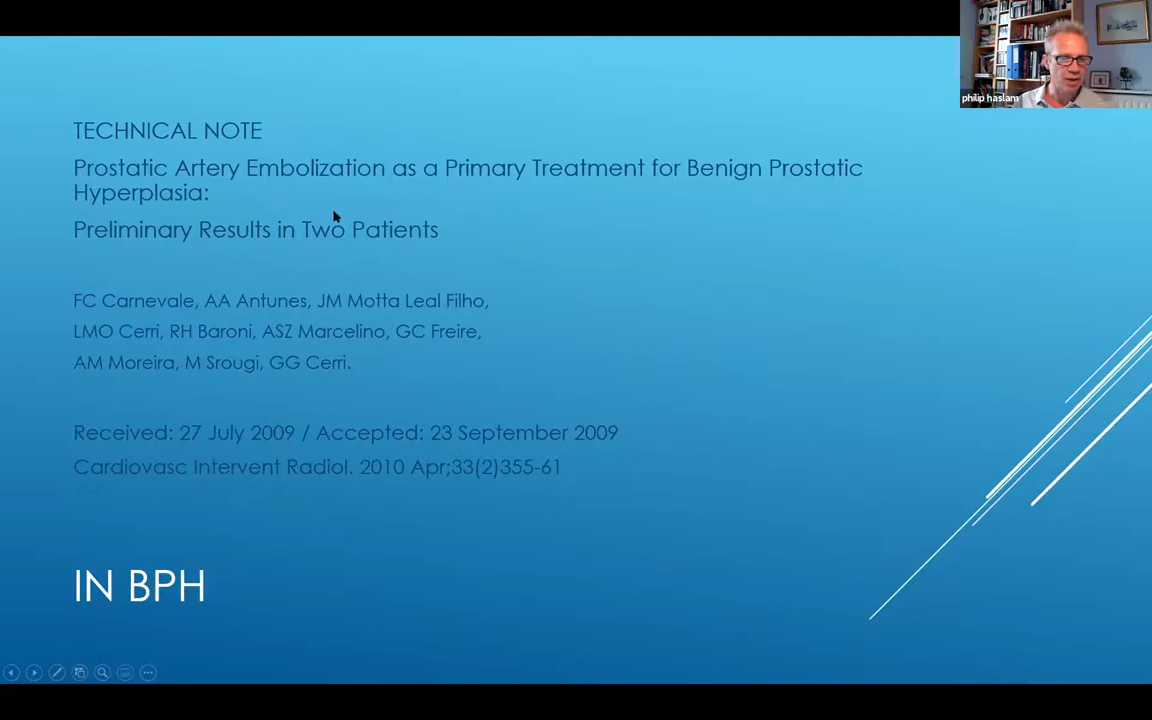 philip haslam
TECHNICAL NOTE
Prostatic Artery Embolization as a Primary Treatment for Benign Prostatic
Hyperplasia:
Preliminary Results in Two Patients
FC Carnevale, AA Antunes, JM Motta Leal Filho,
LMO Cerri, RH Baroni, ASZ Marcelino, GC Freire,
AM Moreira, M Srougi, GG Cerri.
Received: 27 July 2009 / Accepted: 23 September 2009
Cardiovasc Intervent Radiol. 2010 Apr;33(2)355-61
IN BPH